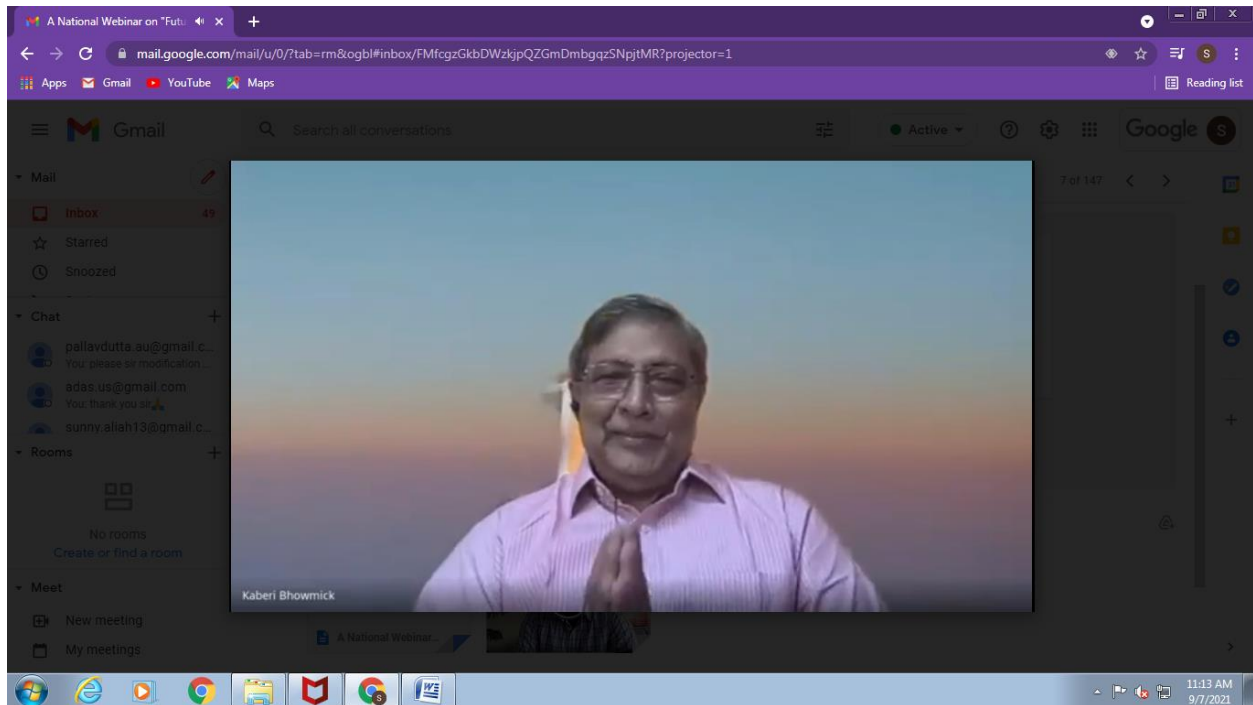 A National Webinar on "Futu
mail.google.com/mail/u/0/?tab=rm&ogbl#inbox/FMfcgzGkbDWzkjpQZGmDmbgqzSNpjtMR?projector=1
S
Apps Gmail YouTube Maps
Reading list
Gmail
Search all conversations
Active
Google S
Mail
7 of 147
Inbox 49
Starred
Snoozed
Chat
pallavdutta.au@gmail.c...
You: please sir modification...
adas.us@gmail.com
You: thank you sir
sunny.aliah13@gmail.c...
Rooms
No rooms
Create or find a room
Kaberi Bhowmick
Meet
New meeting
A National Webinar...
My meetings
11:13 AM
9/7/2021